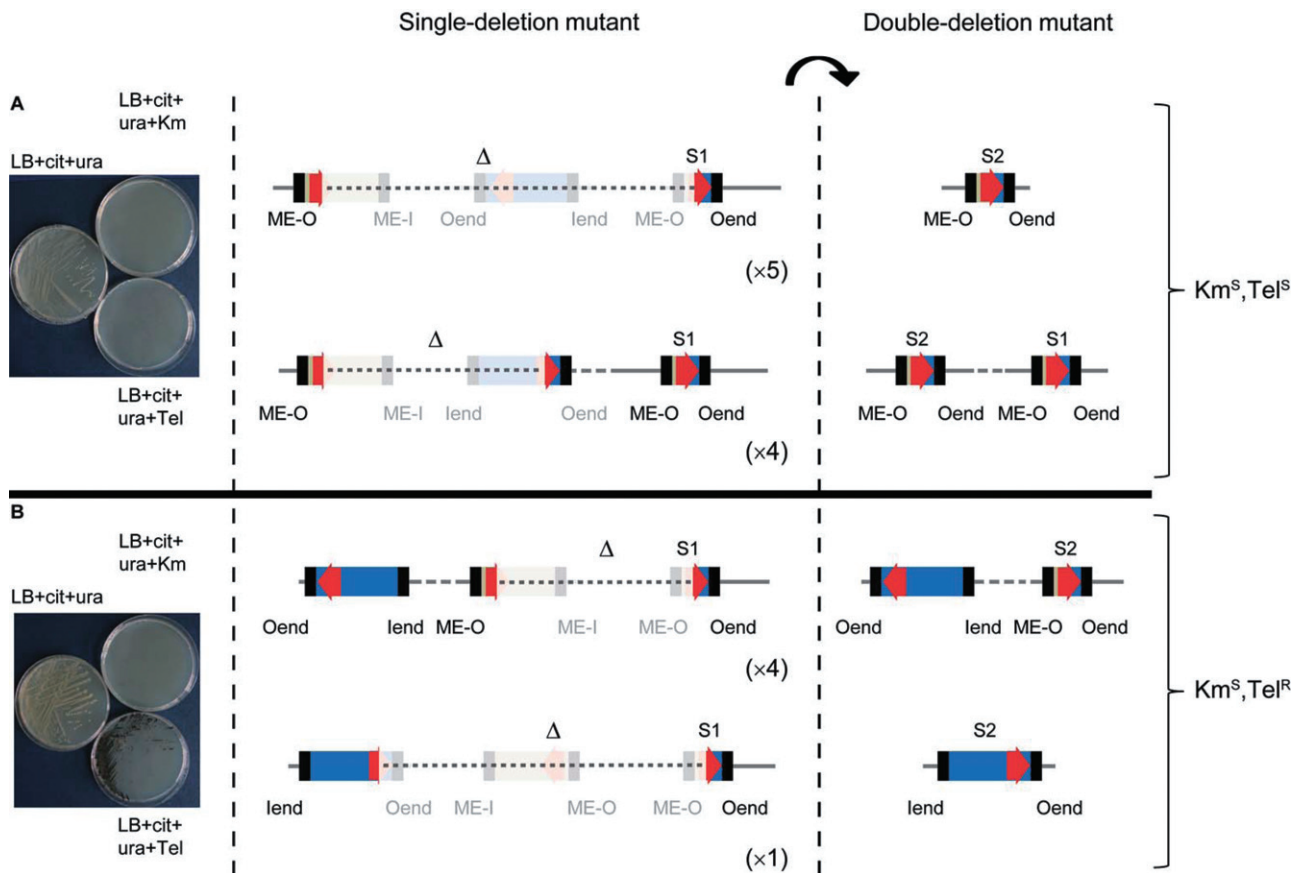 Single-deletion mutant
Double-deletion mutant
A
LB+cit+
ura+Km
LB+cit+ura
LB+cit+
ura+Tel
Δ
S1
ME-O
ME-I
Oend
Iend
ME-O
Oend
(×5)
S2
ME-O
Oend
Δ
S1
ME-O
ME-I
Iend
Oend
ME-O
Oend
(×4)
S2
S1
ME-O
Oend
ME-O
Oend
Kmˢ,Telˢ
B
LB+cit+
ura+Km
LB+cit+ura
LB+cit+
ura+Tel
Δ
S1
Oend
Iend
ME-O
ME-I
ME-O
Oend
(×4)
S2
Oend
Iend
ME-O
Oend
Δ
S1
Iend
Oend
ME-I
ME-O
ME-O
Oend
(×1)
S2
Iend
Oend
Kmˢ,Telᴿ